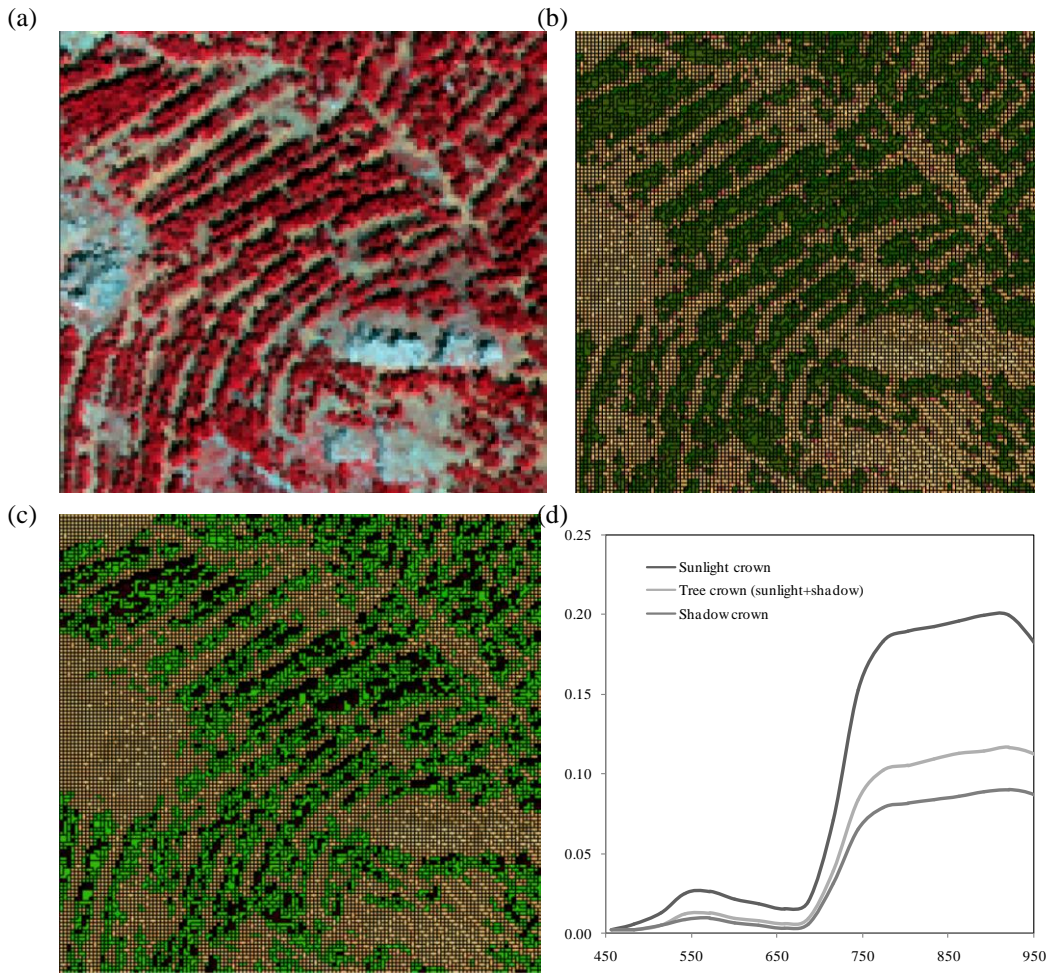 (a)
(b)
(c)
(d)
0.25
0.20
0.15
0.10
0.05
0.00
Sunlight crown
Tree crown (sunlight+shadow)
Shadow crown
450 550 650 750 850 950